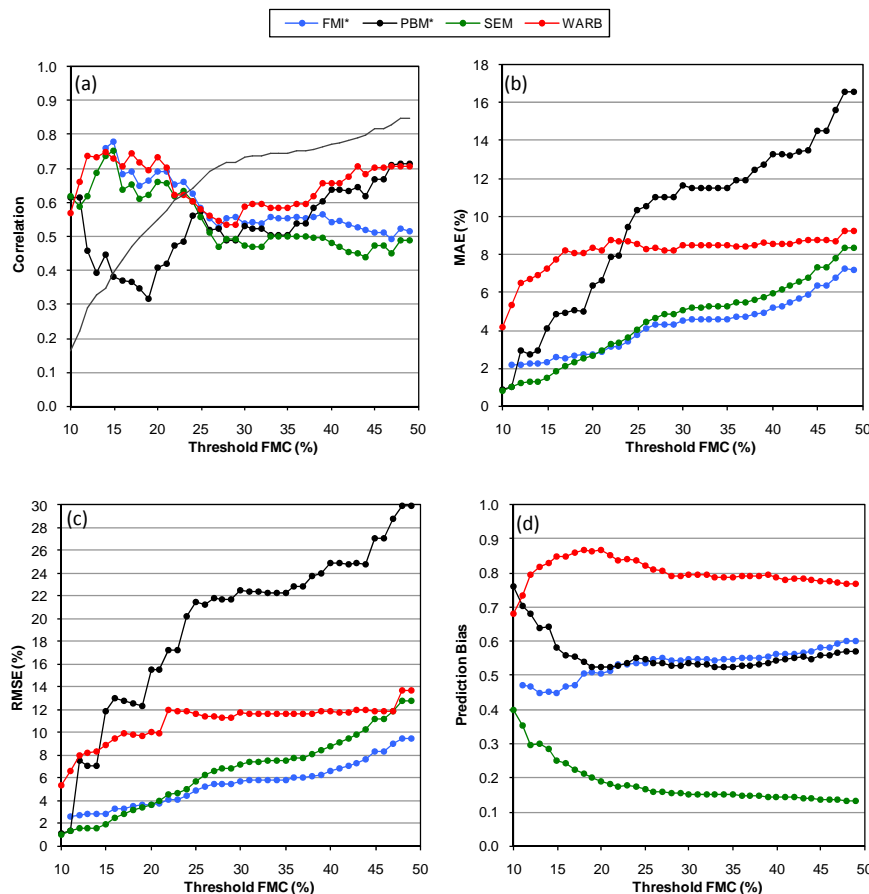 FMI* PBM* SEM WARB
(a)
Correlation
1.0
0.9
0.8
0.7
0.6
0.5
0.4
0.3
0.2
0.1
0.0
10 15 20 25 30 35 40 45 50
Threshold FMC (%)
(b)
MAE (%)
18
16
14
12
10
8
6
4
2
0
10 15 20 25 30 35 40 45 50
Threshold FMC (%)
(c)
RMSE (%)
30
28
26
24
22
20
18
16
14
12
10
8
6
4
2
0
10 15 20 25 30 35 40 45 50
Threshold FMC (%)
(d)
Prediction Bias
1.0
0.9
0.8
0.7
0.6
0.5
0.4
0.3
0.2
0.1
0.0
10 15 20 25 30 35 40 45 50
Threshold FMC (%)